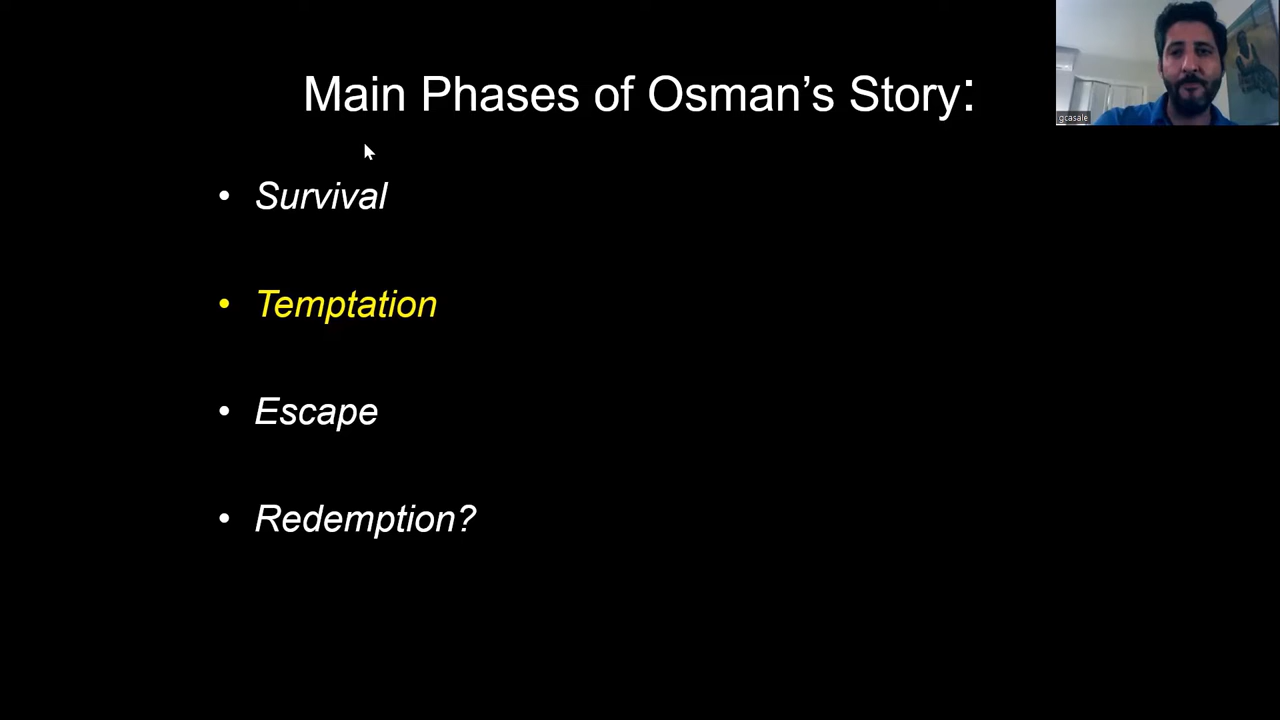 Main Phases of Osman's Story:
gcasale
• Survival
• Temptation
• Escape
• Redemption?